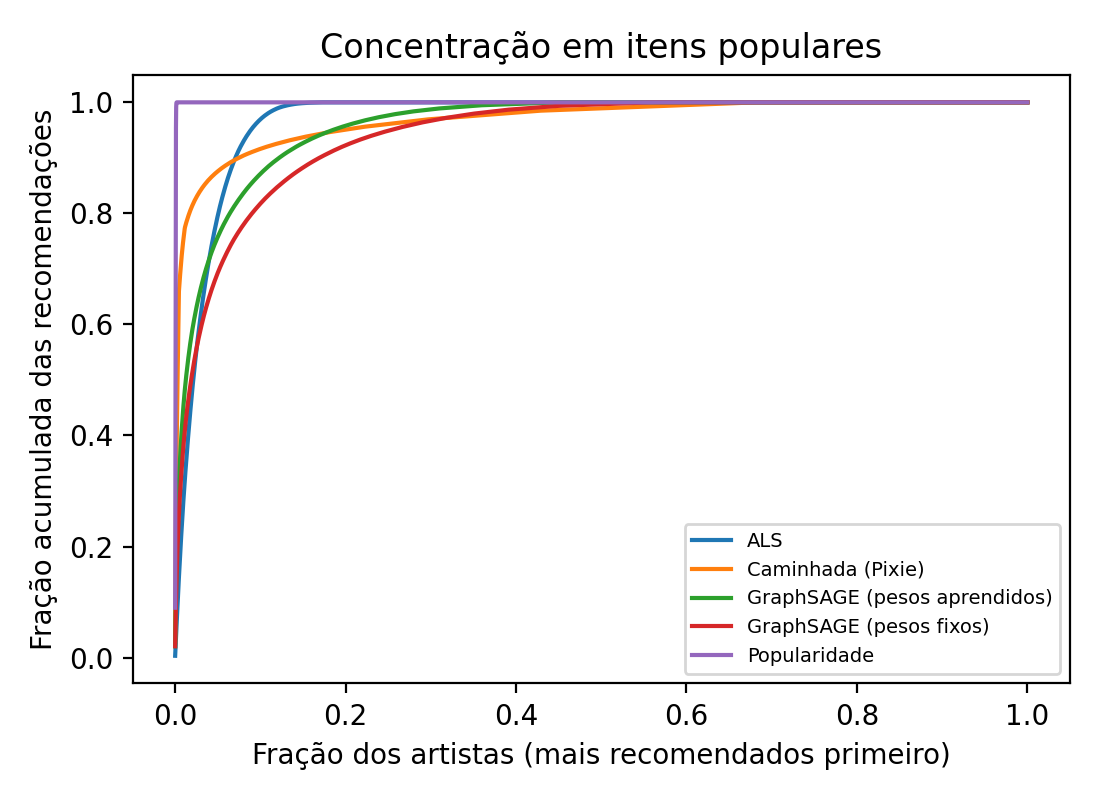 Concentração em itens populares
Fração acumulada das recomendações
1.0
0.8
0.6
0.4
0.2
0.0
0.0 0.2 0.4 0.6 0.8 1.0
Fração dos artistas (mais recomendados primeiro)
ALS
Caminhada (Pixie)
GraphSAGE (pesos aprendidos)
GraphSAGE (pesos fixos)
Popularidade